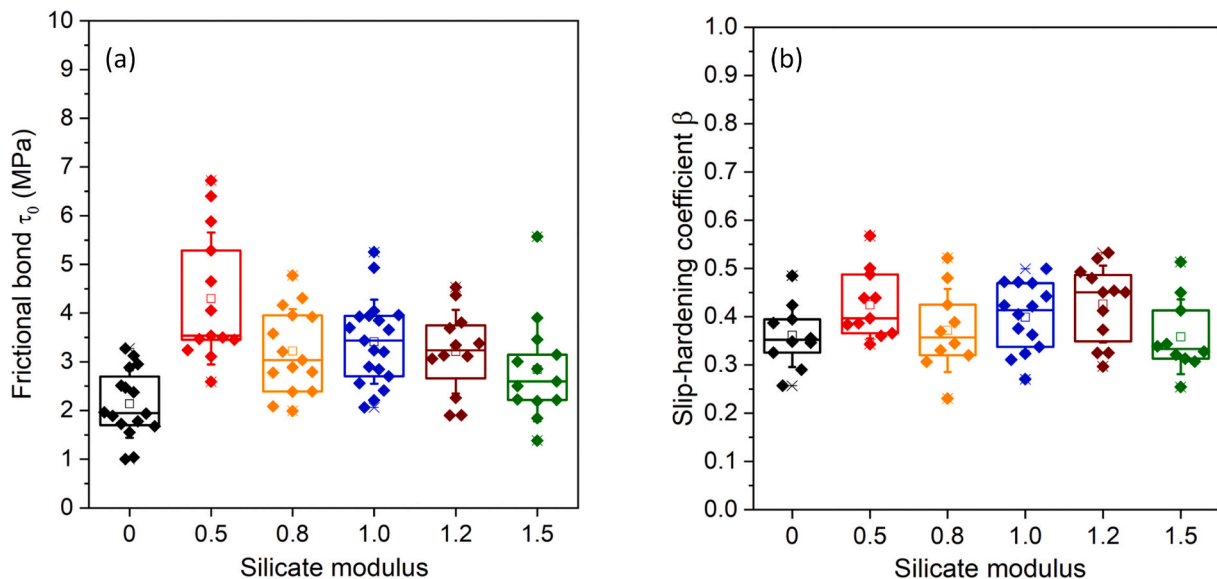 (a)
Frictional bond τ0 (MPa)
10
9
8
7
6
5
4
3
2
1
0
0 0.5 0.8 1.0 1.2 1.5
Silicate modulus
(b)
Slip-hardening coefficient β
1.0
0.9
0.8
0.7
0.6
0.5
0.4
0.3
0.2
0.1
0.0
0 0.5 0.8 1.0 1.2 1.5
Silicate modulus